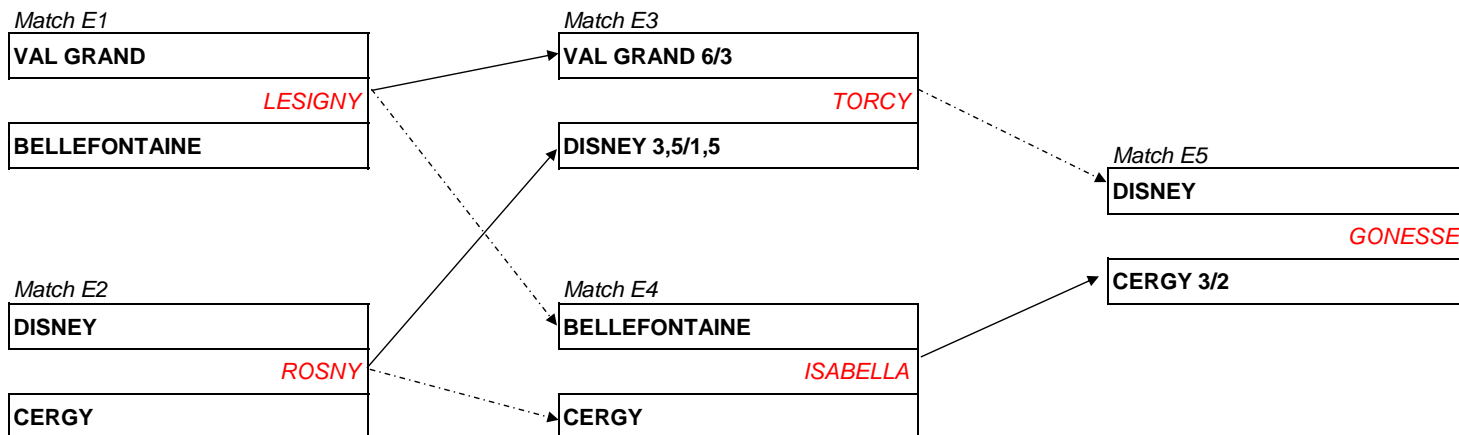 Match E1
VAL GRAND
LESIGNY
BELLEFONTAINE
Match E2
DISNEY
ROSNY
CERGY
Match E3
VAL GRAND 6/3
TORCY
DISNEY 3,5/1,5
Match E4
BELLEFONTAINE
ISABELLA
CERGY
Match E5
DISNEY
GONESSE
CERGY 3/2